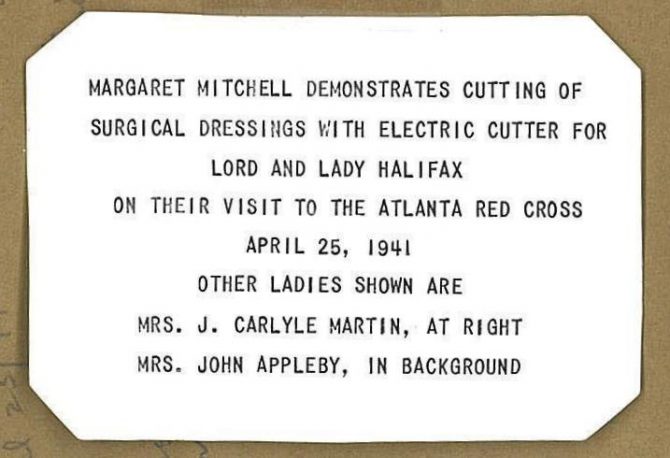 MARGARET MITCHELL DEMONSTRATES CUTTING OF
SURGICAL DRESSINGS WITH ELECTRIC CUTTER FOR
LORD AND LADY HALIFAX
ON THEIR VISIT TO THE ATLANTA RED CROSS
APRIL 25, 1941
OTHER LADIES SHOWN ARE
MRS. J. CARLYLE MARTIN, AT RIGHT
MRS. JOHN APPLEBY, IN BACKGROUND